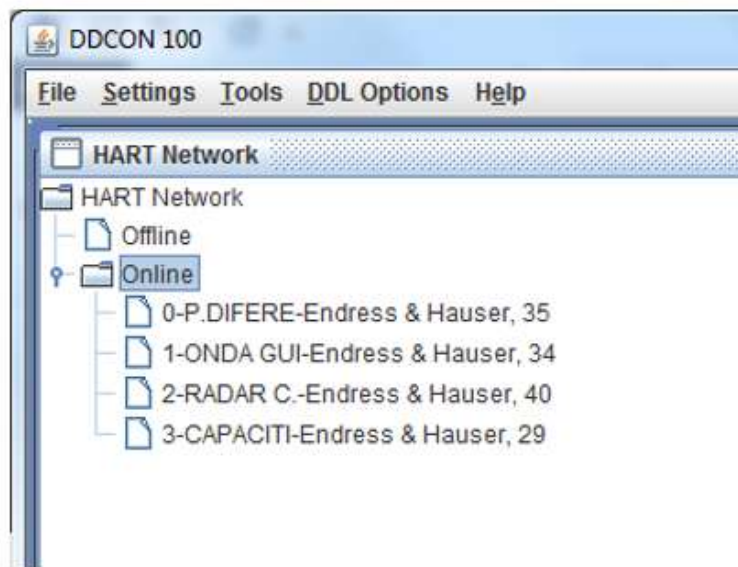 DDCON 100
File Settings Tools DDL Options Help
HART Network
HART Network
Offline
Online
0-P.DIFERE-Endress & Hauser, 35
1-ONDA GUI-Endress & Hauser, 34
2-RADAR C.-Endress & Hauser, 40
3-CAPACITI-Endress & Hauser, 29